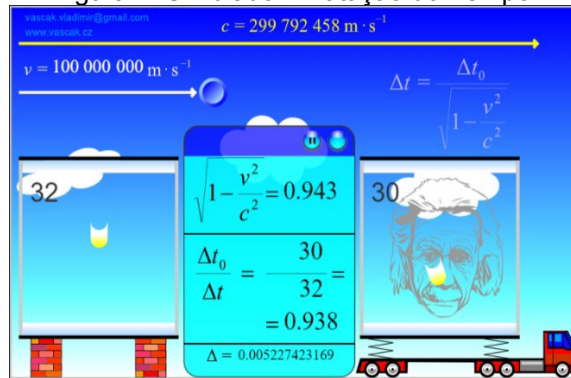 vascak.vladimir@gmail.com
www.vascak.cz
c = 299 792 458 m · s⁻¹
v = 100 000 000 m · s⁻¹
Δt = Δt₀ / √(1 − v²/c²)
32
√(1 − v²/c²) = 0.943
Δt₀/Δt = 30/32 =
= 0.938
Δ = 0.005227423169
30